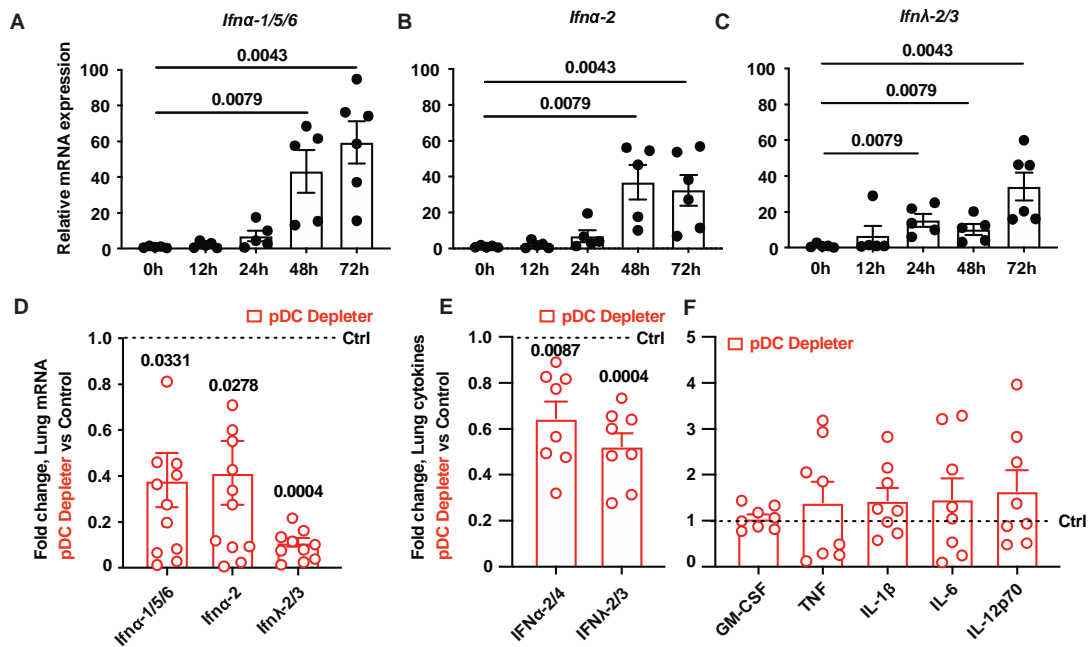 A
Ifnα-1/5/6
0.0043
0.0079
Relative mRNA expression
100
80
60
40
20
0
0h 12h 24h 48h 72h
B
Ifnα-2
0.0043
0.0079
100
80
60
40
20
0
0h 12h 24h 48h 72h
C
Ifnλ-2/3
0.0043
0.0079
0.0079
100
80
60
40
20
0
0h 12h 24h 48h 72h
D
pDC Depleter
Ctrl
Fold change, Lung mRNA
pDC Depleter vs Control
1.0
0.8
0.6
0.4
0.2
0
0.0331
0.0278
0.0004
Ifnα-1/5/6
Ifnα-2
Ifnλ-2/3
E
pDC Depleter
Ctrl
Fold change, Lung cytokines
pDC Depleter vs Control
1.0
0.8
0.6
0.4
0.2
0
0.0087
0.0004
IFNα-2/4
IFNλ-2/3
F
pDC Depleter
5
4
3
2
1
0
Ctrl
GM-CSF
TNF
IL-1β
IL-6
IL-12p70